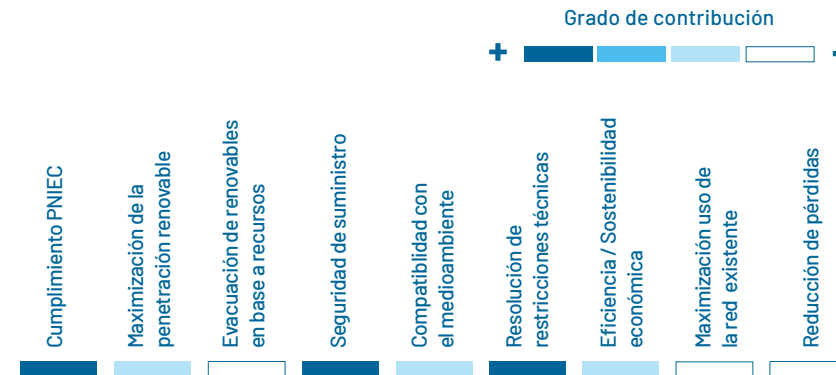 Grado de contribución
+ -
Cumplimiento PNIEC
Maximización de la
penetración renovable
Evacuación de renovables
en base a recursos
Seguridad de suministro
Compatiblidad con
el medioambiente
Resolución de
restricciones técnicas
Eficiencia / Sostenibilidad
económica
Maximización uso de
la red existente
Reducción de pérdidas